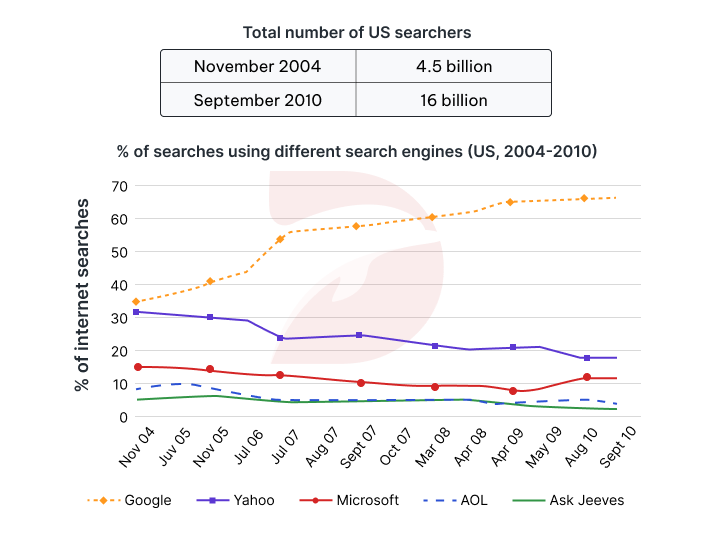 Total number of US searchers
November 2004 4.5 billion
September 2010 16 billion
% of searches using different search engines (US, 2004-2010)
% of internet searches
70
60
50
40
30
20
10
0
Nov 04 Juv 05 Nov 05 Jul 06 Jul 07 Aug 07 Sept 07 Oct 07 Mar 08 Apr 08 Apr 09 May 09 Aug 10 Sept 10
Google Yahoo Microsoft AOL Ask Jeeves